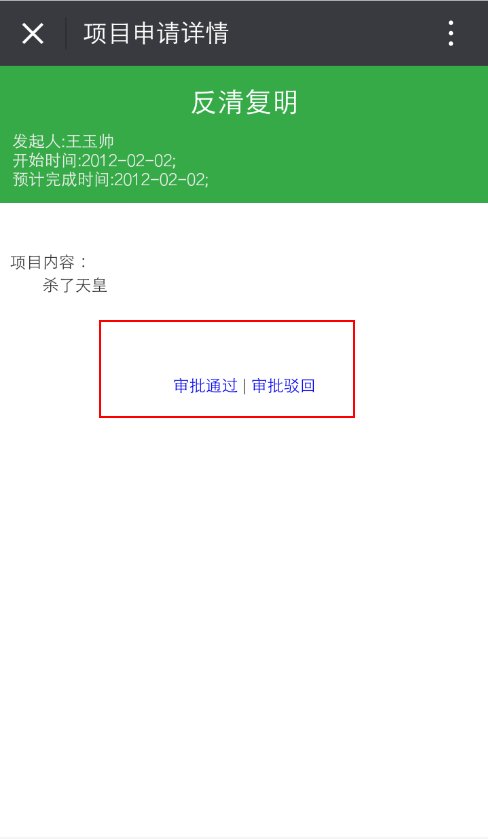 项目申请详情
反清复明
发起人:王玉帅
开始时间:2012-02-02;
预计完成时间:2012-02-02;
项目内容：
杀了天皇
审批通过 | 审批驳回